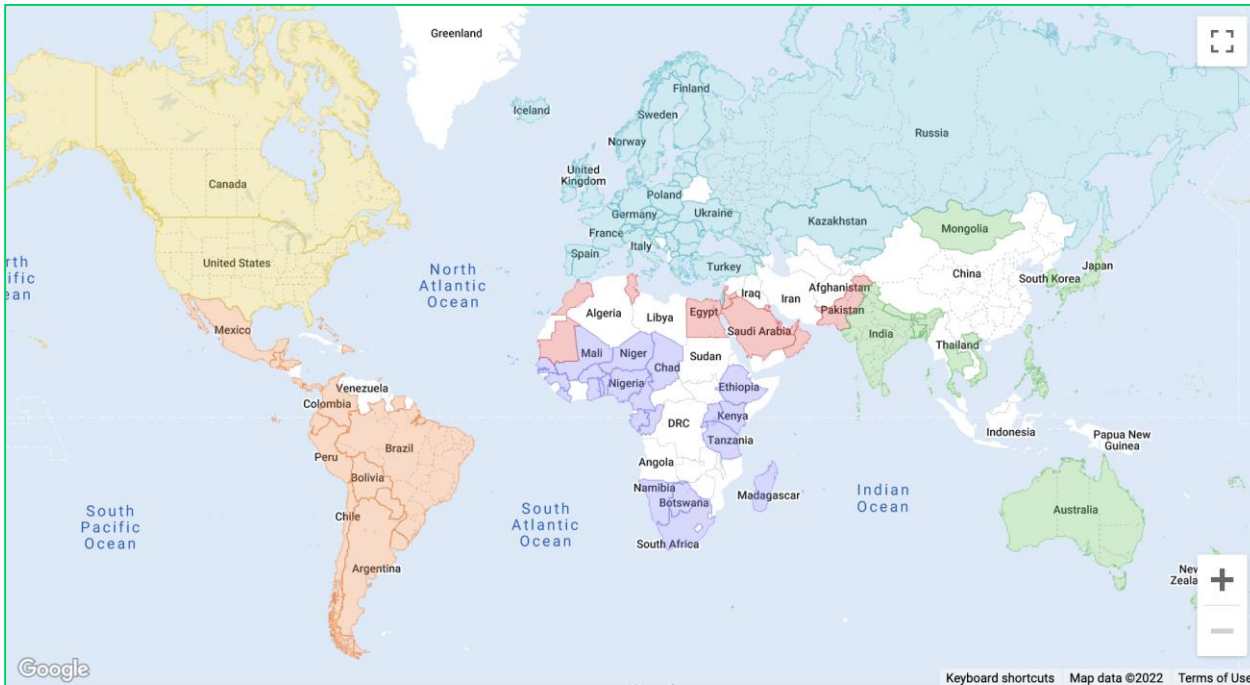 Greenland
Iceland
Finland
Sweden
Norway
Russia
United
Kingdom
Canada
Poland
Germany
Ukraine
Kazakhstan
France
Mongolia
Italy
Spain
United States
Turkey
North
Atlantic
Ocean
China
Japan
South Korea
Iraq
Iran
Afghanistan
Algeria
Libya
Egypt
Pakistan
Saudi Arabia
Mexico
India
Mali
Niger
Chad
Sudan
Thailand
Nigeria
Ethiopia
Venezuela
Colombia
Kenya
DRC
Tanzania
Indonesia
Papua New
Guinea
Brazil
Peru
Angola
Bolivia
Namibia
Botswana
Madagascar
Indian
Ocean
South
Pacific
Ocean
Chile
South
Atlantic
Ocean
Australia
South Africa
Argentina
Google
Keyboard shortcuts
Map data ©2022
Terms of Use